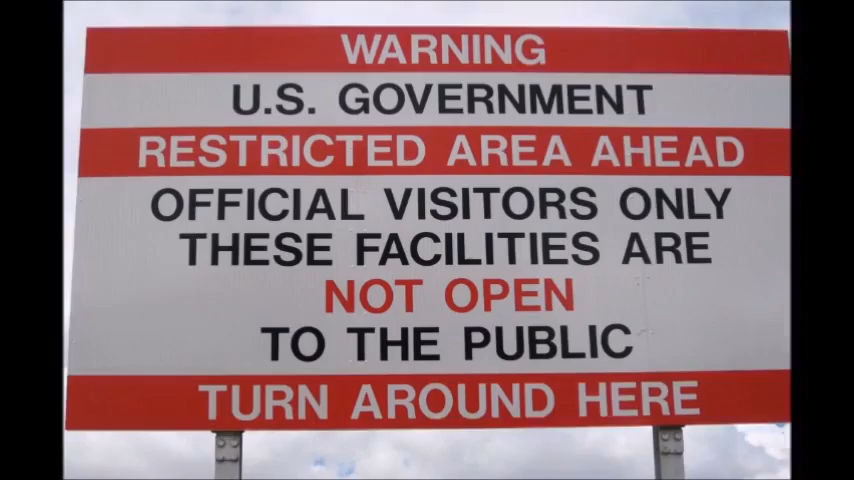 WARNING
U.S. GOVERNMENT
RESTRICTED AREA AHEAD
OFFICIAL VISITORS ONLY
THESE FACILITIES ARE
NOT OPEN
TO THE PUBLIC
TURN AROUND HERE